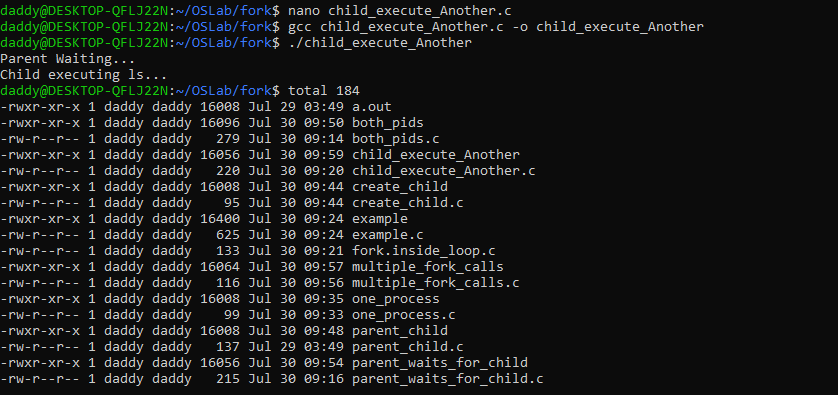 daddy@DESKTOP-QFLJ22N:~/OSLab/fork$ nano child_execute_Another.c
daddy@DESKTOP-QFLJ22N:~/OSLab/fork$ gcc child_execute_Another.c -o child_execute_Another
daddy@DESKTOP-QFLJ22N:~/OSLab/fork$ ./child_execute_Another
Parent Waiting...
Child executing ls...
daddy@DESKTOP-QFLJ22N:~/OSLab/fork$ total 184
-rwxr-xr-x 1 daddy daddy 16008 Jul 29 03:49 a.out
-rwxr-xr-x 1 daddy daddy 16096 Jul 30 09:50 both_pids
-rw-r--r-- 1 daddy daddy   279 Jul 30 09:14 both_pids.c
-rwxr-xr-x 1 daddy daddy 16056 Jul 30 09:59 child_execute_Another
-rw-r--r-- 1 daddy daddy   220 Jul 30 09:20 child_execute_Another.c
-rwxr-xr-x 1 daddy daddy 16008 Jul 30 09:44 create_child
-rw-r--r-- 1 daddy daddy    95 Jul 30 09:44 create_child.c
-rwxr-xr-x 1 daddy daddy 16400 Jul 30 09:24 example
-rw-r--r-- 1 daddy daddy   625 Jul 30 09:24 example.c
-rw-r--r-- 1 daddy daddy   133 Jul 30 09:21 fork.inside_loop.c
-rwxr-xr-x 1 daddy daddy 16064 Jul 30 09:57 multiple_fork_calls
-rw-r--r-- 1 daddy daddy   116 Jul 30 09:56 multiple_fork_calls.c
-rwxr-xr-x 1 daddy daddy 16008 Jul 30 09:35 one_process
-rw-r--r-- 1 daddy daddy    99 Jul 30 09:33 one_process.c
-rwxr-xr-x 1 daddy daddy 16008 Jul 30 09:48 parent_child
-rw-r--r-- 1 daddy daddy   137 Jul 29 03:49 parent_child.c
-rwxr-xr-x 1 daddy daddy 16056 Jul 30 09:54 parent_waits_for_child
-rw-r--r-- 1 daddy daddy   215 Jul 30 09:16 parent_waits_for_child.c